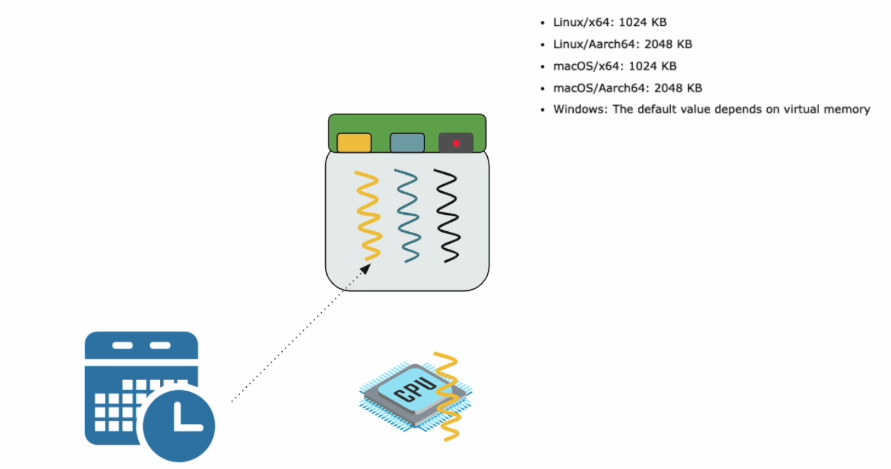 Linux/x64: 1024 KB
Linux/Aarch64: 2048 KB
macOS/x64: 1024 KB
macOS/Aarch64: 2048 KB
Windows: The default value depends on virtual memory
CPU